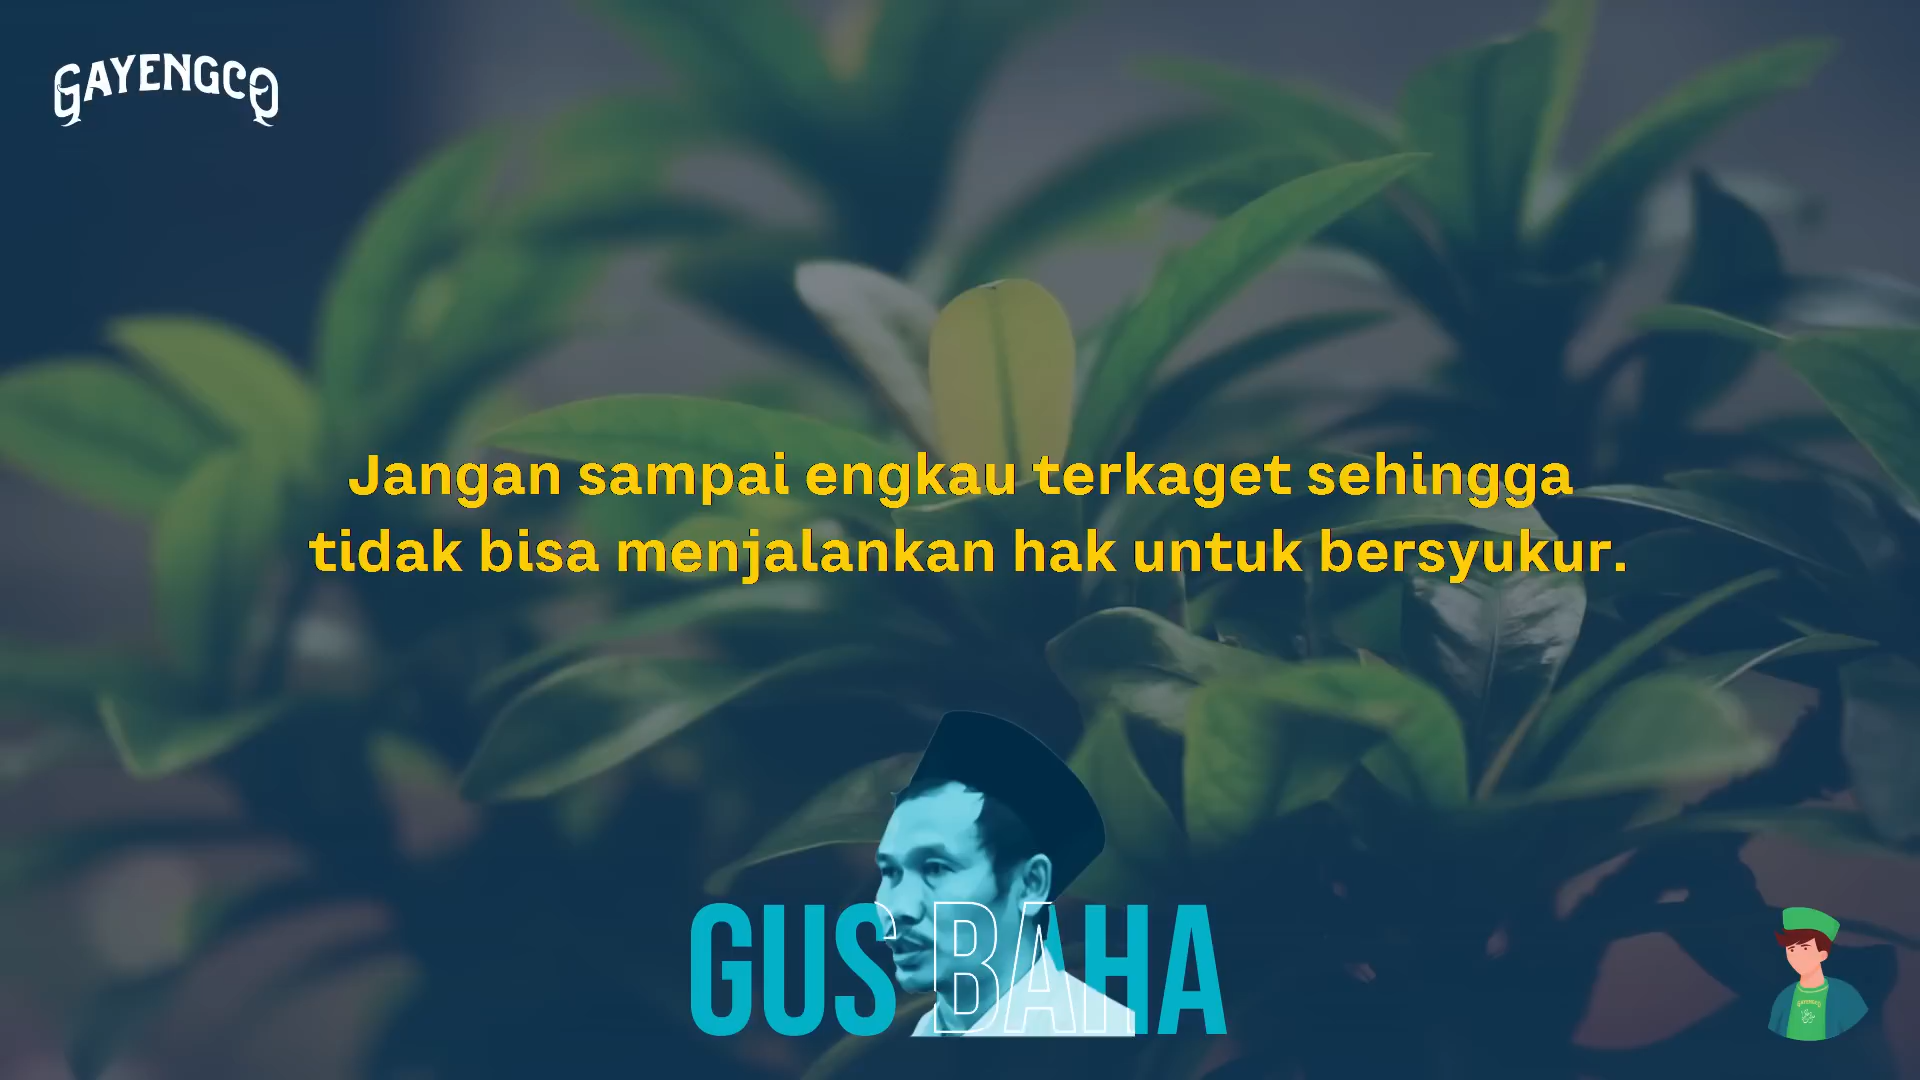 GAYENGCO
Jangan sampai engkau terkaget sehingga
tidak bisa menjalankan hak untuk bersyukur.
GUS BAHA